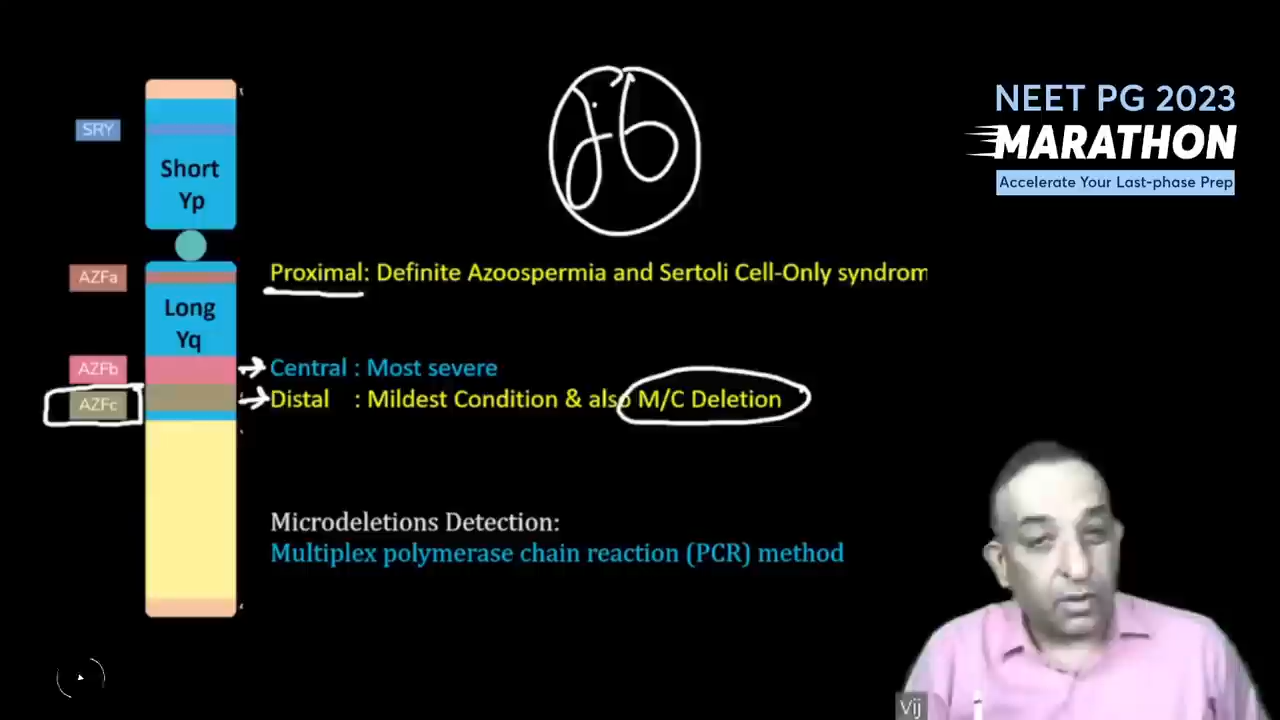 NEET PG 2023
MARATHON
Accelerate Your Last-phase Prep
SRY
Short
Yp
AZFa
Proximal: Definite Azoospermia and Sertoli Cell-Only syndrom
Long
Yq
AZFb
Central : Most severe
AZFc
Distal : Mildest Condition & also M/C Deletion
Microdeletions Detection:
Multiplex polymerase chain reaction (PCR) method
Vij